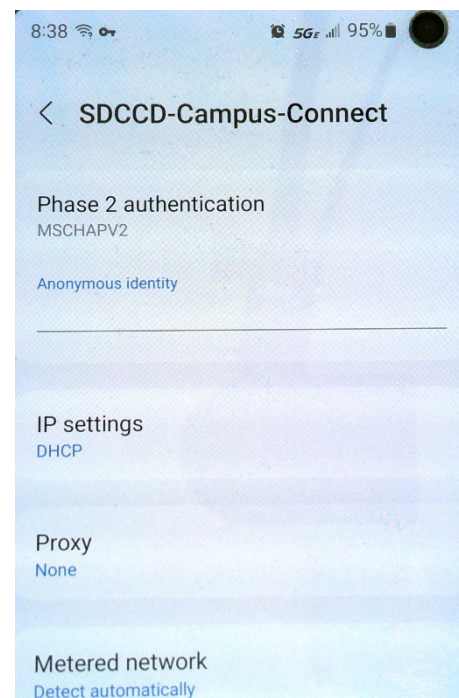 8:38 5GE 95%
SDCCD-Campus-Connect
Phase 2 authentication
MSCHAPV2
Anonymous identity
IP settings
DHCP
Proxy
None
Metered network
Detect automatically